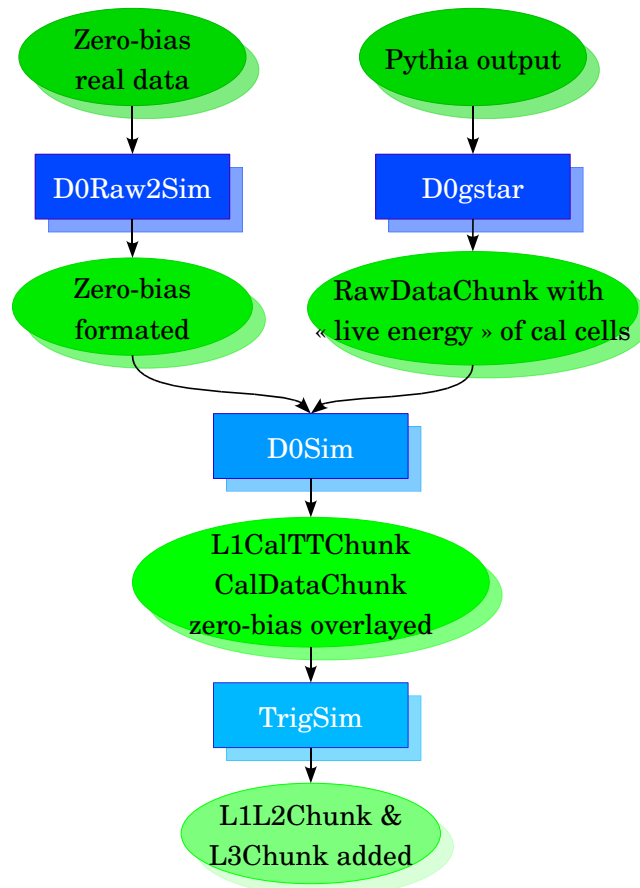 Zero-bias
real data
Pythia output
D0Raw2Sim
D0gstar
Zero-bias
formated
RawDataChunk with
« live energy » of cal cells
D0Sim
L1CalTTChunk
CalDataChunk
zero-bias overlayed
TrigSim
L1L2Chunk &
L3Chunk added